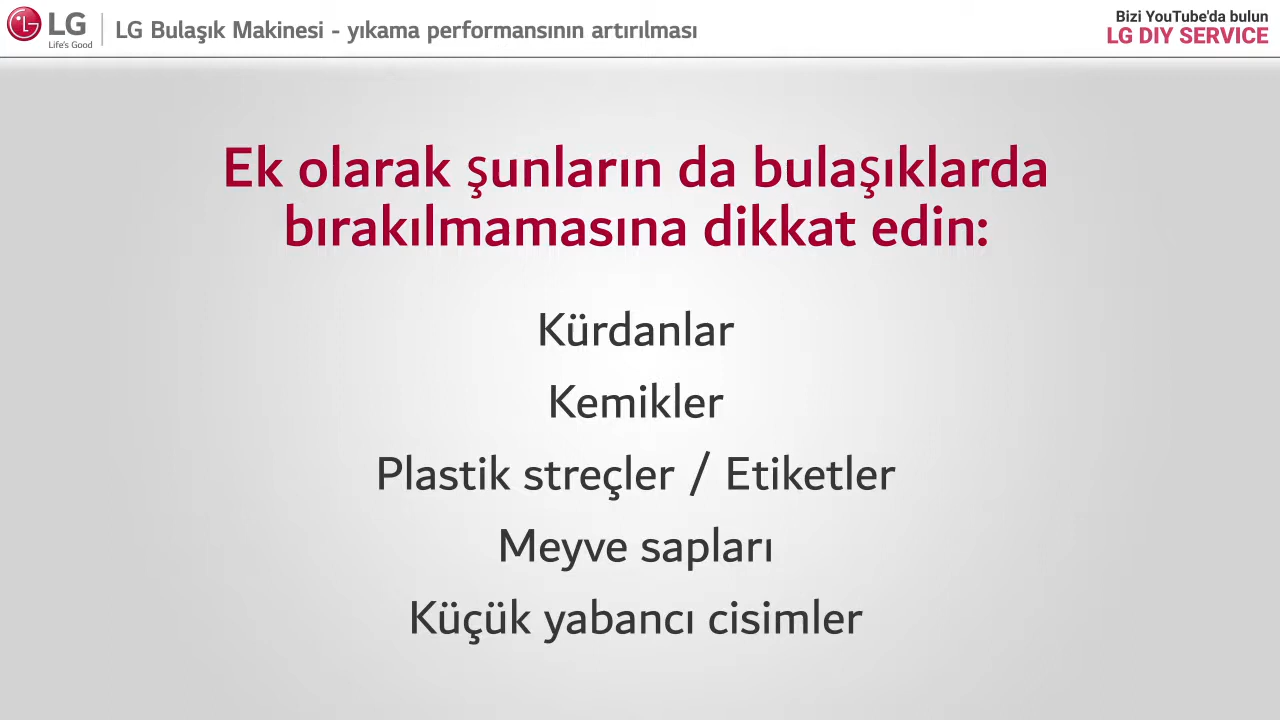 LG
Life's Good
LG Bulaşık Makinesi - yıkama performansının artırılması
Bizi YouTube'da bulun
LG DIY SERVICE
Ek olarak şunların da bulaşıklarda
bırakılmamasına dikkat edin:
Kürdanlar
Kemikler
Plastik streçler / Etiketler
Meyve sapları
Küçük yabancı cisimler